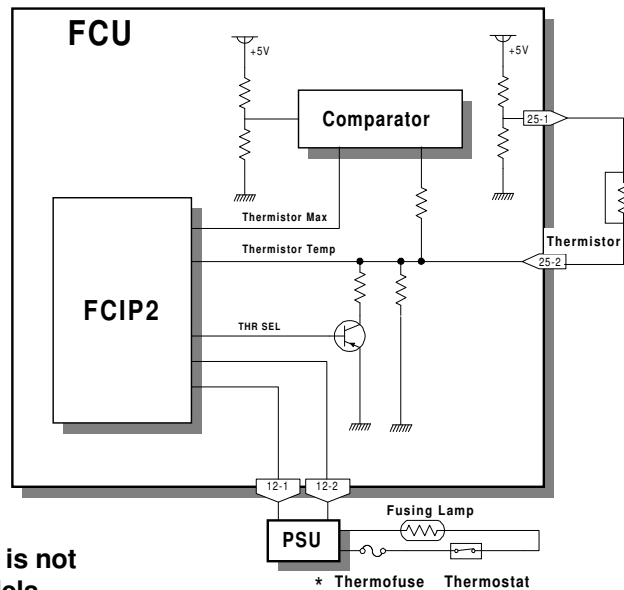 FCU
+5V
+5V
Comparator
25-1
Thermistor Max
Thermistor
Thermistor Temp
25-2
FCIP2
THR SEL
12-1
12-2
Fusing Lamp
PSU
is not
* Thermofuse Thermostat